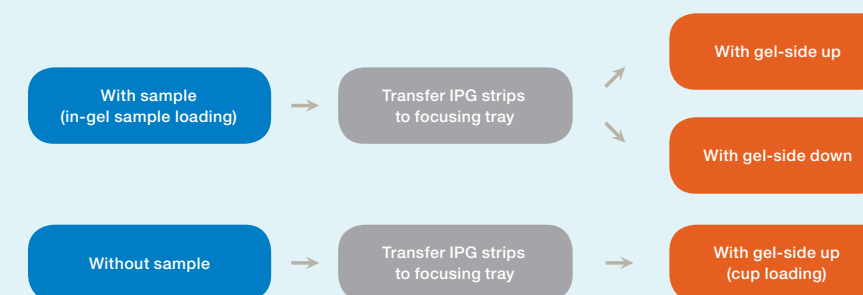 With sample
(in-gel sample loading)
Transfer IPG strips
to focusing tray
With gel-side up
With gel-side down
Without sample
Transfer IPG strips
to focusing tray
With gel-side up
(cup loading)